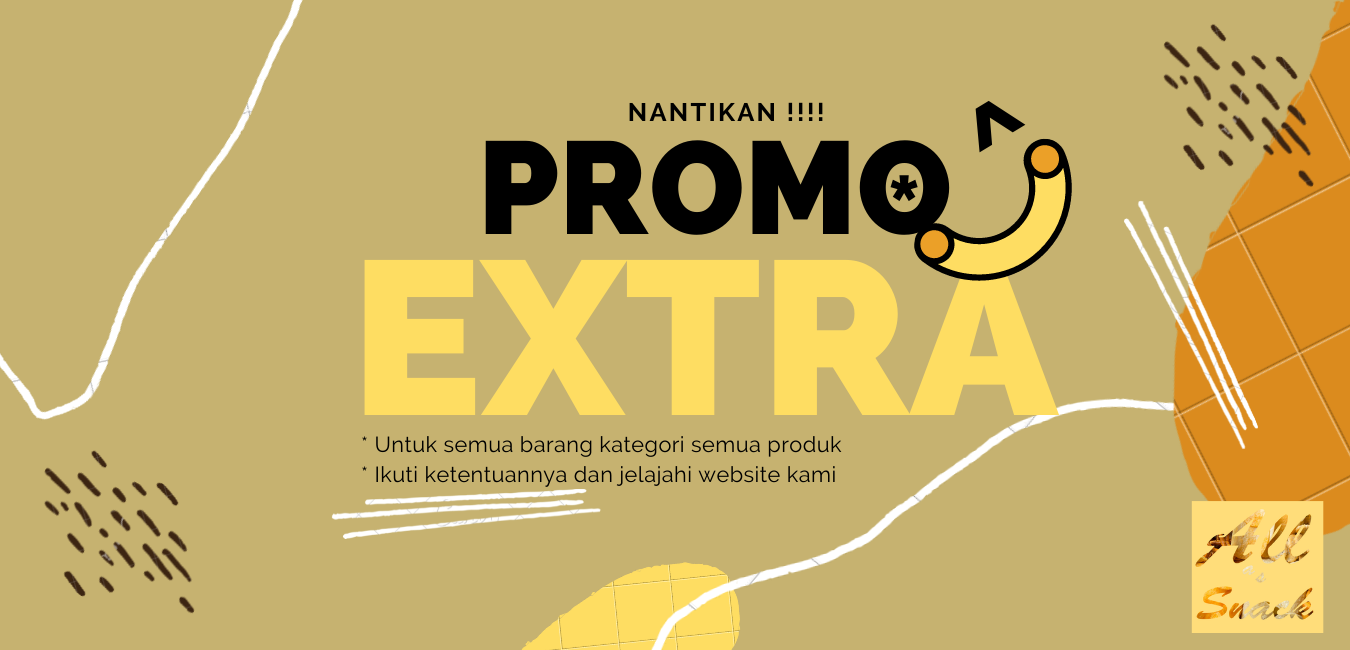 NANTIKAN !!!!
PROMO*
EXTRA
* Untuk semua barang kategori semua produk
* Ikuti ketentuannya dan jelajahi website kami
All
Snack